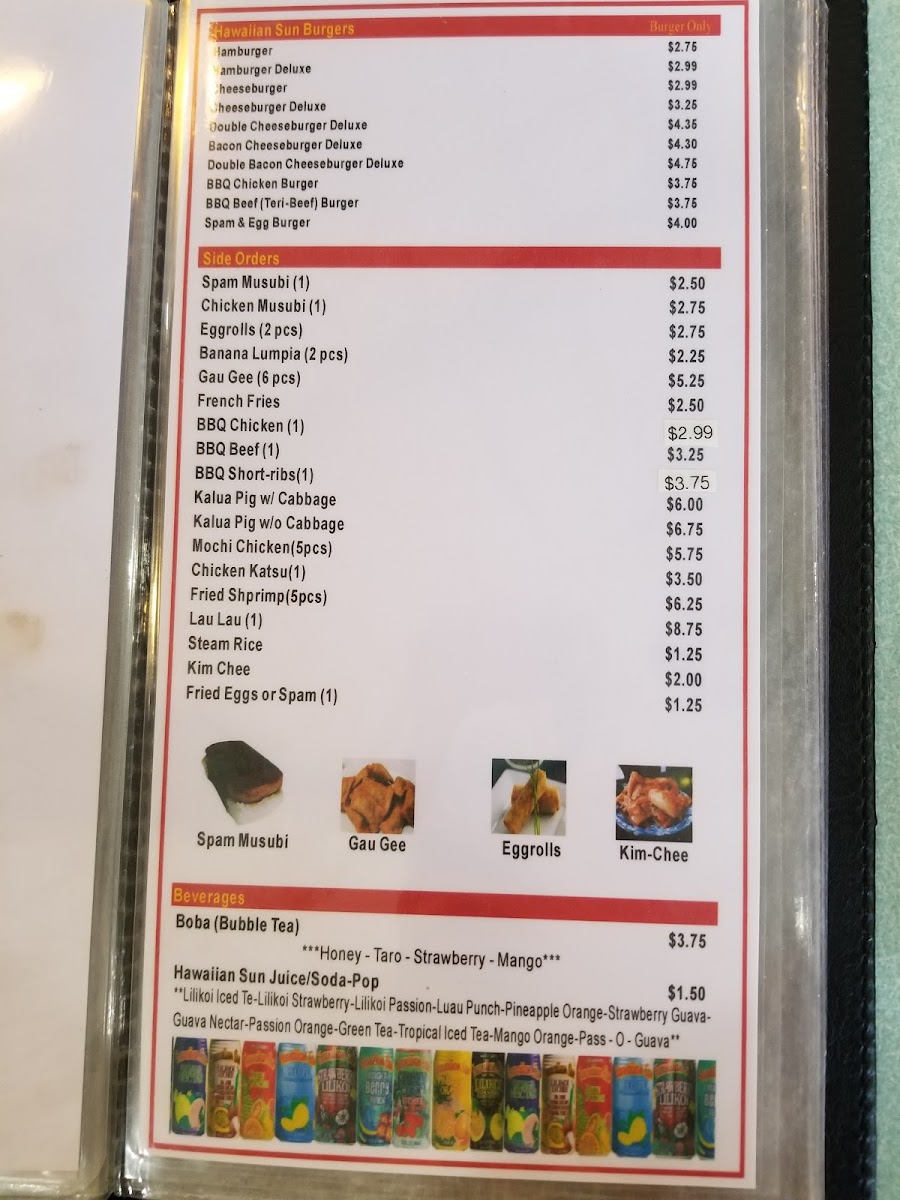 Hawaiian Sun Burgers Burger Only
Hamburger $2.75
Hamburger Deluxe $2.99
Cheeseburger $2.99
Cheeseburger Deluxe $3.25
Double Cheeseburger Deluxe $4.35
Bacon Cheeseburger Deluxe $4.30
Double Bacon Cheeseburger Deluxe $4.75
BBQ Chicken Burger $3.75
BBQ Beef (Teri-Beef) Burger $3.75
Spam & Egg Burger $4.00
Side Orders
Spam Musubi (1) $2.50
Chicken Musubi (1) $2.75
Eggrolls (2 pcs) $2.75
Banana Lumpia (2 pcs) $2.25
Gau Gee (6 pcs) $5.25
French Fries $2.50
BBQ Chicken (1) $2.99
BBQ Beef (1) $3.25
BBQ Short-ribs(1) $3.75
Kalua Pig w/ Cabbage $6.00
Kalua Pig w/o Cabbage $6.75
Mochi Chicken(5pcs) $5.75
Chicken Katsu(1) $3.50
Fried Shprimp(5pcs) $6.25
Lau Lau (1) $8.75
Steam Rice $1.25
Kim Chee $2.00
Fried Eggs or Spam (1) $1.25
Spam Musubi Gau Gee Eggrolls Kim-Chee
Beverages
Boba (Bubble Tea) $3.75
***Honey - Taro - Strawberry - Mango***
Hawaiian Sun Juice/Soda-Pop $1.50
**Lilikoi Iced Te-Lilikoi Strawberry-Lilikoi Passion-Luau Punch-Pineapple Orange-Strawberry Guava-
Guava Nectar-Passion Orange-Green Tea-Tropical Iced Tea-Mango Orange-Pass - O - Guava**